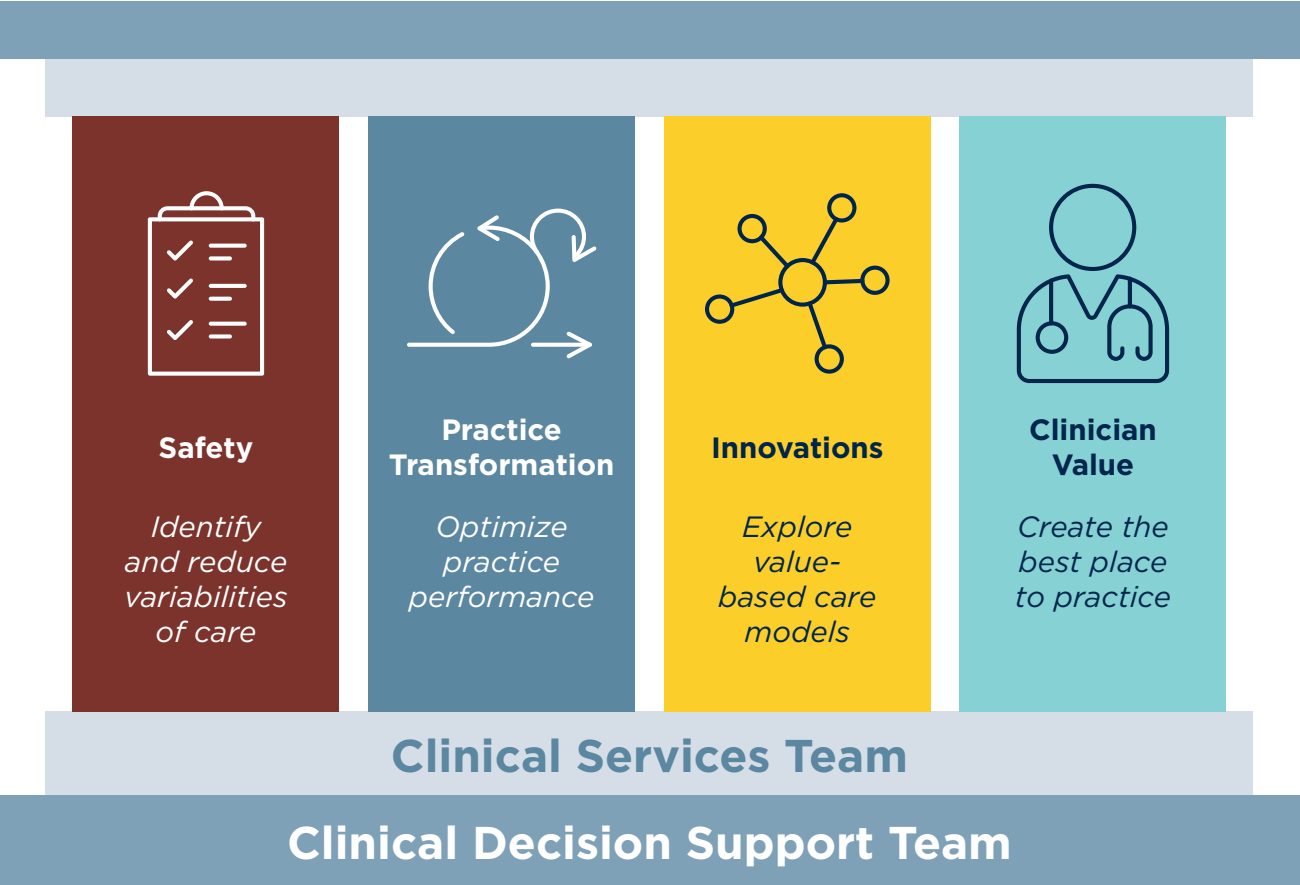 Safety
Identify
and reduce
variabilities
of care
Practice
Transformation
Optimize
practice
performance
Innovations
Explore
value-
based care
models
Clinician
Value
Create the
best place
to practice
Clinical Services Team
Clinical Decision Support Team